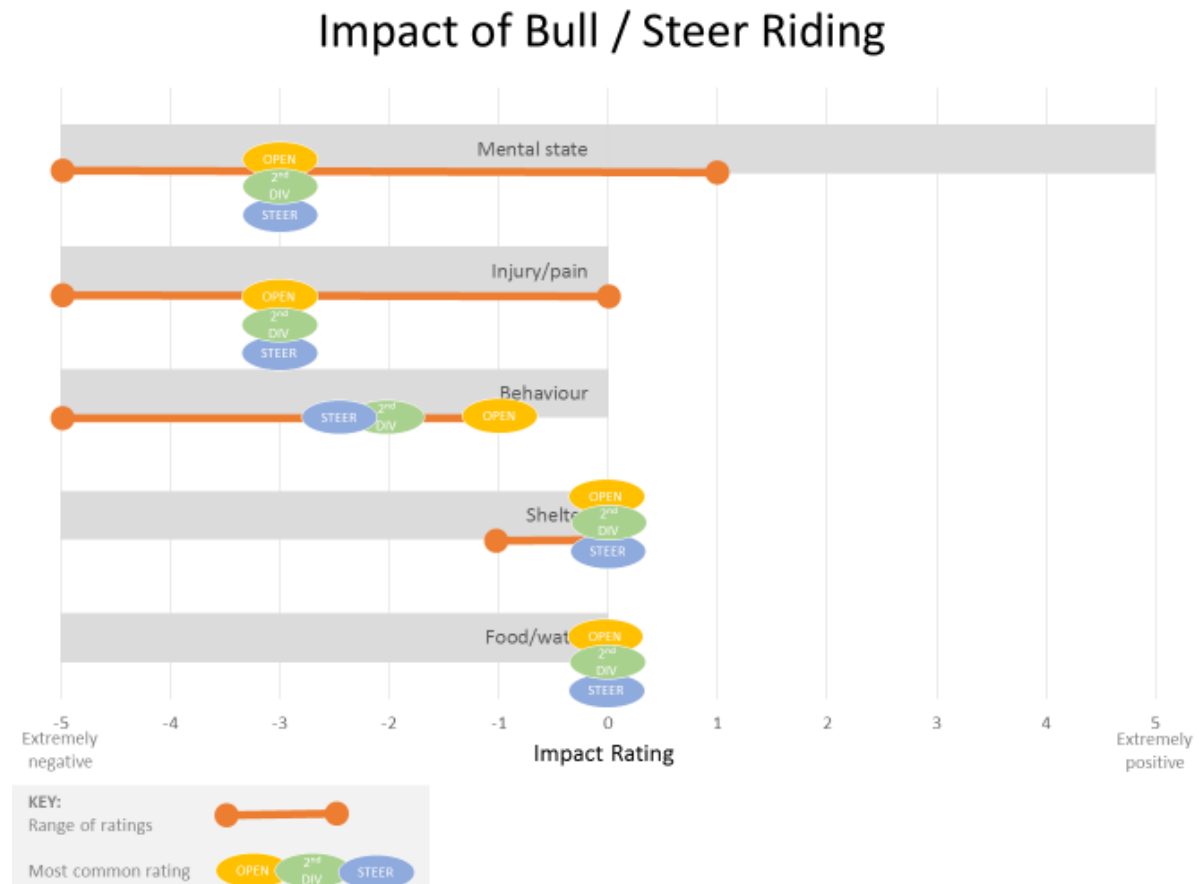 Impact of Bull / Steer Riding
Mental state
OPEN
2nd
DIV
STEER
Injury/pain
OPEN
2nd
DIV
STEER
Behaviour
STEER
2nd
DIV
OPEN
OPEN
Shelte
2nd
DIV
STEER
OPEN
Food/wat
2nd
DIV
STEER
-5 -4 -3 -2 -1 0 1 2 3 4 5
Extremely
negative
Impact Rating
Extremely
positive
KEY:
Range of ratings
Most common rating
OPEN
2nd
DIV
STEER